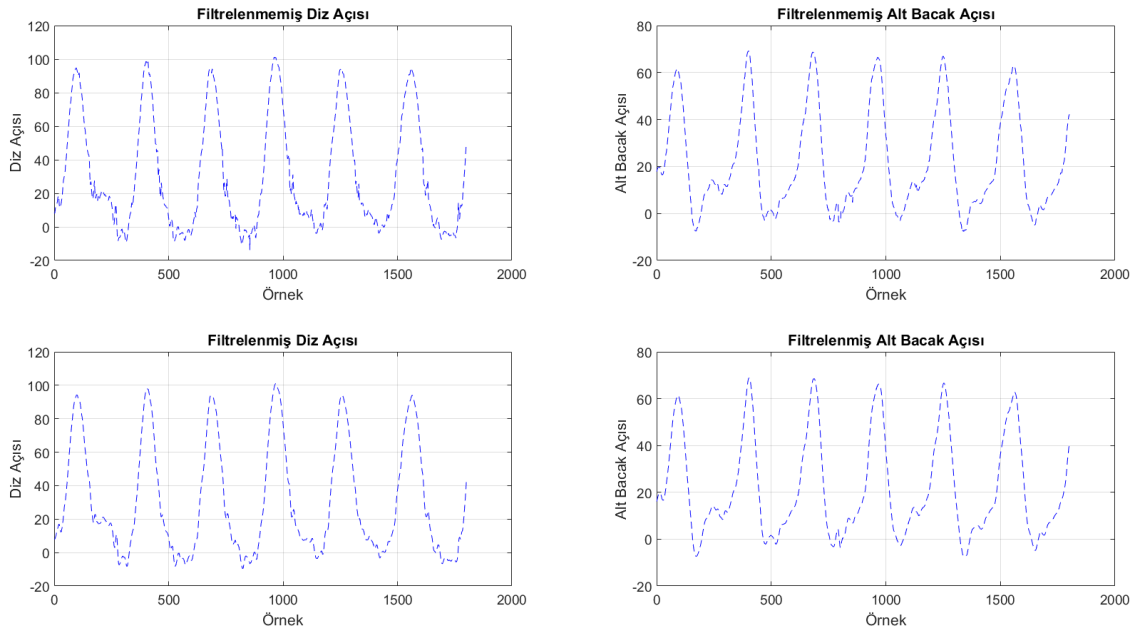 Filtrelenmemiş Diz Açısı
120
100
80
60
40
20
0
-20
Diz Açısı
0 500 1000 1500 2000
Örnek
Filtrelenmemiş Alt Bacak Açısı
80
60
40
20
0
-20
Alt Bacak Açısı
0 500 1000 1500 2000
Örnek
Filtrelenmiş Diz Açısı
120
100
80
60
40
20
0
-20
Diz Açısı
0 500 1000 1500 2000
Örnek
Filtrelenmiş Alt Bacak Açısı
80
60
40
20
0
-20
Alt Bacak Açısı
0 500 1000 1500 2000
Örnek